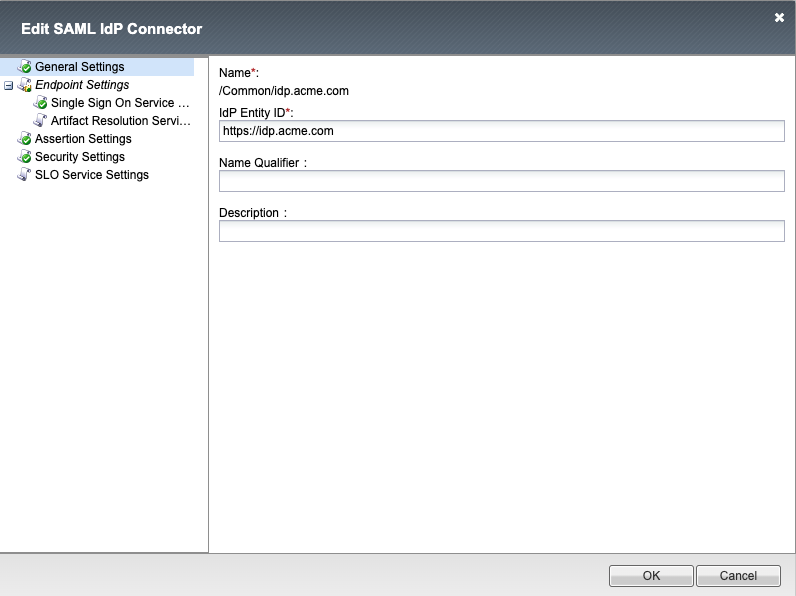 Edit SAML IdP Connector
General Settings
Endpoint Settings
Single Sign On Service ...
Artifact Resolution Servi...
Assertion Settings
Security Settings
SLO Service Settings
Name*:
/Common/idp.acme.com
IdP Entity ID*:
https://idp.acme.com
Name Qualifier :
Description :
OK
Cancel